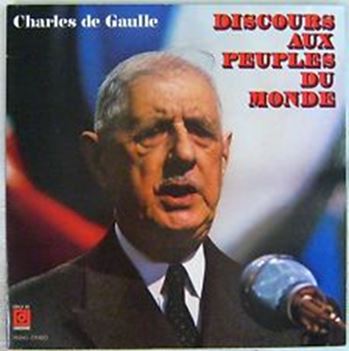 Charles de Gaulle
DISCOURS
AUX
PEUPLES
DU
MONDE